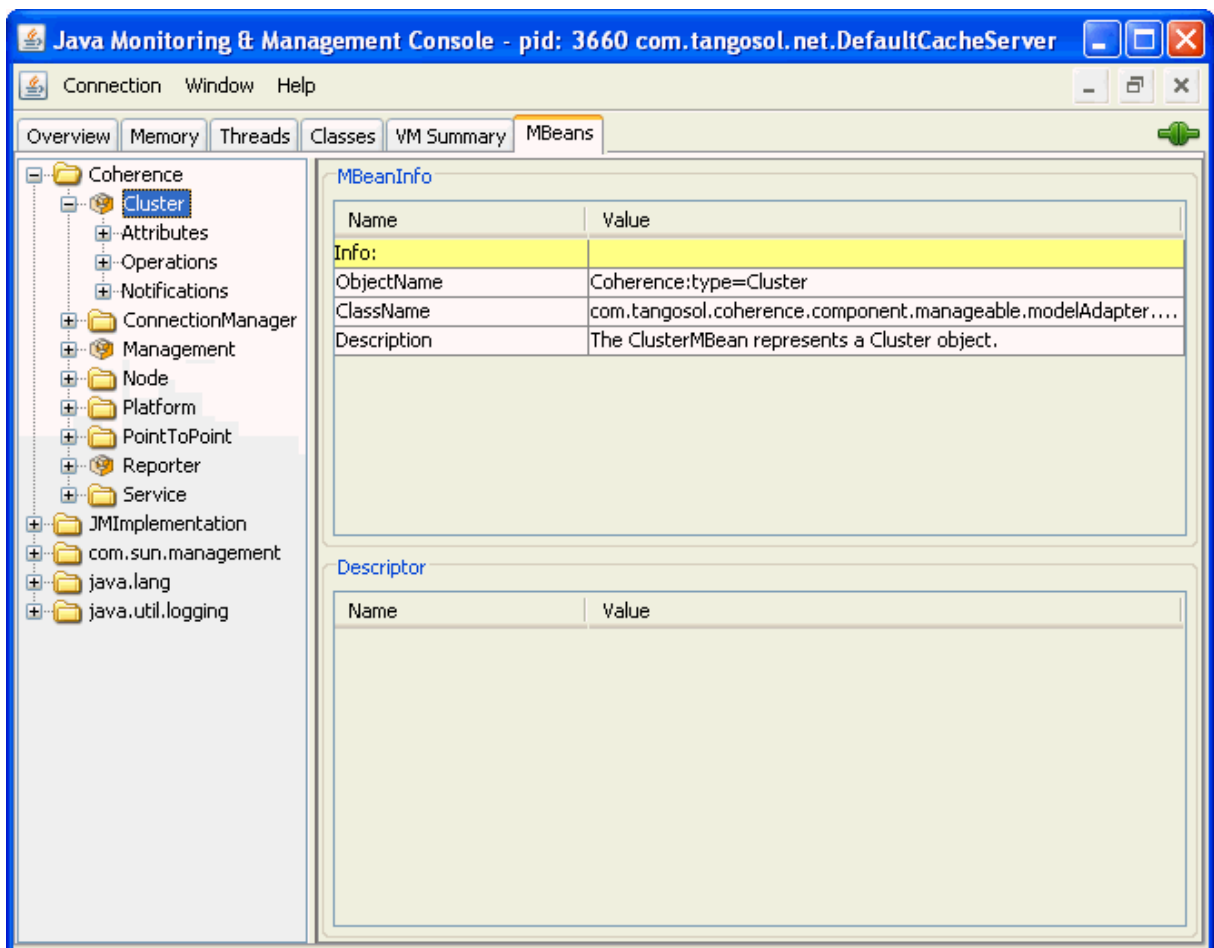 Java Monitoring & Management Console - pid: 3660 com.tangosol.net.DefaultCacheServer
Connection Window Help
Overview Memory Threads Classes VM Summary MBeans
Coherence
Cluster
Attributes
Operations
Notifications
ConnectionManager
Management
Node
Platform
PointToPoint
Reporter
Service
JMImplementation
com.sun.management
java.lang
java.util.logging
MBeanInfo
Name Value
Info:
ObjectName Coherence:type=Cluster
ClassName com.tangosol.coherence.component.manageable.modelAdapter....
Description The ClusterMBean represents a Cluster object.
Descriptor
Name Value